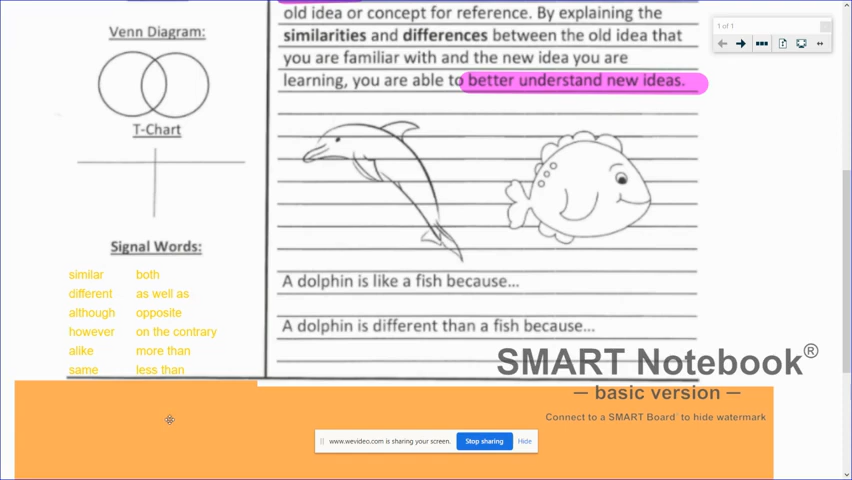 Venn Diagram:
T-Chart
Signal Words:
similar both
different as well as
although opposite
however on the contrary
alike more than
same less than
old idea or concept for reference. By explaining the
similarities and differences between the old idea that
you are familiar with and the new idea you are
learning, you are able to better understand new ideas.
A dolphin is like a fish because...
A dolphin is different than a fish because...
SMART Notebook®
— basic version —
Connect to a SMART Board to hide watermark
1 of 1
www.wevideo.com is sharing your screen.
Stop sharing
Hide